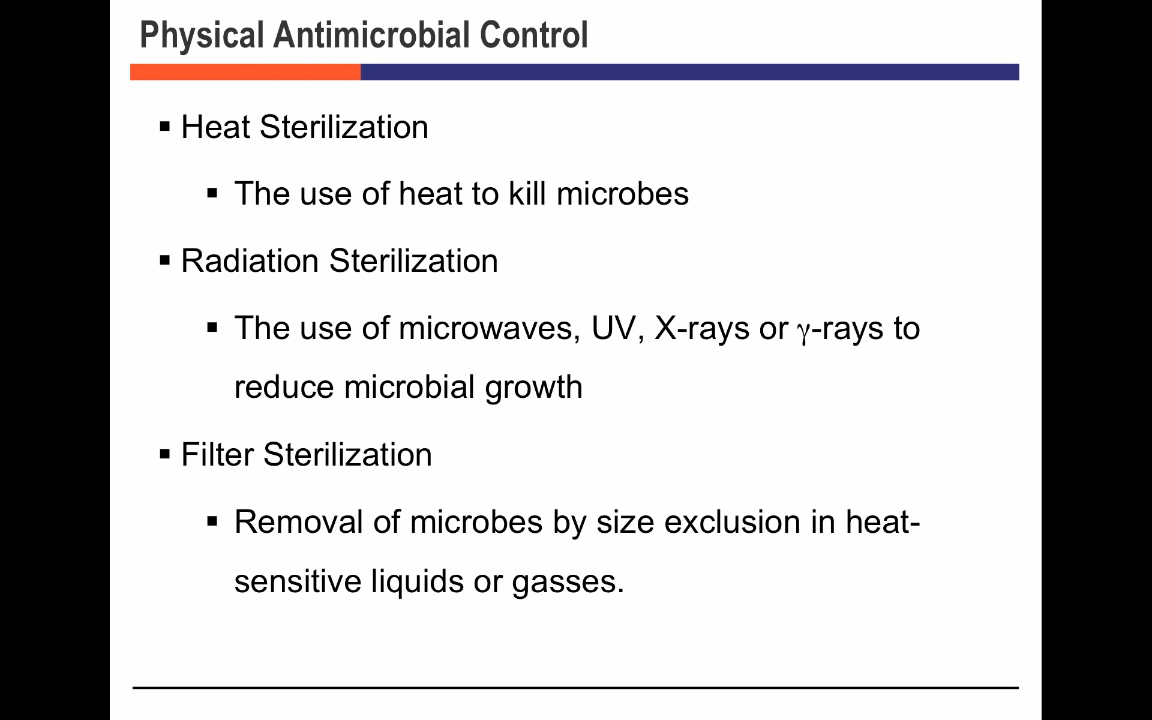 Physical Antimicrobial Control
▪ Heat Sterilization
▪ The use of heat to kill microbes
▪ Radiation Sterilization
▪ The use of microwaves, UV, X-rays or γ-rays to
reduce microbial growth
▪ Filter Sterilization
▪ Removal of microbes by size exclusion in heat-
sensitive liquids or gasses.